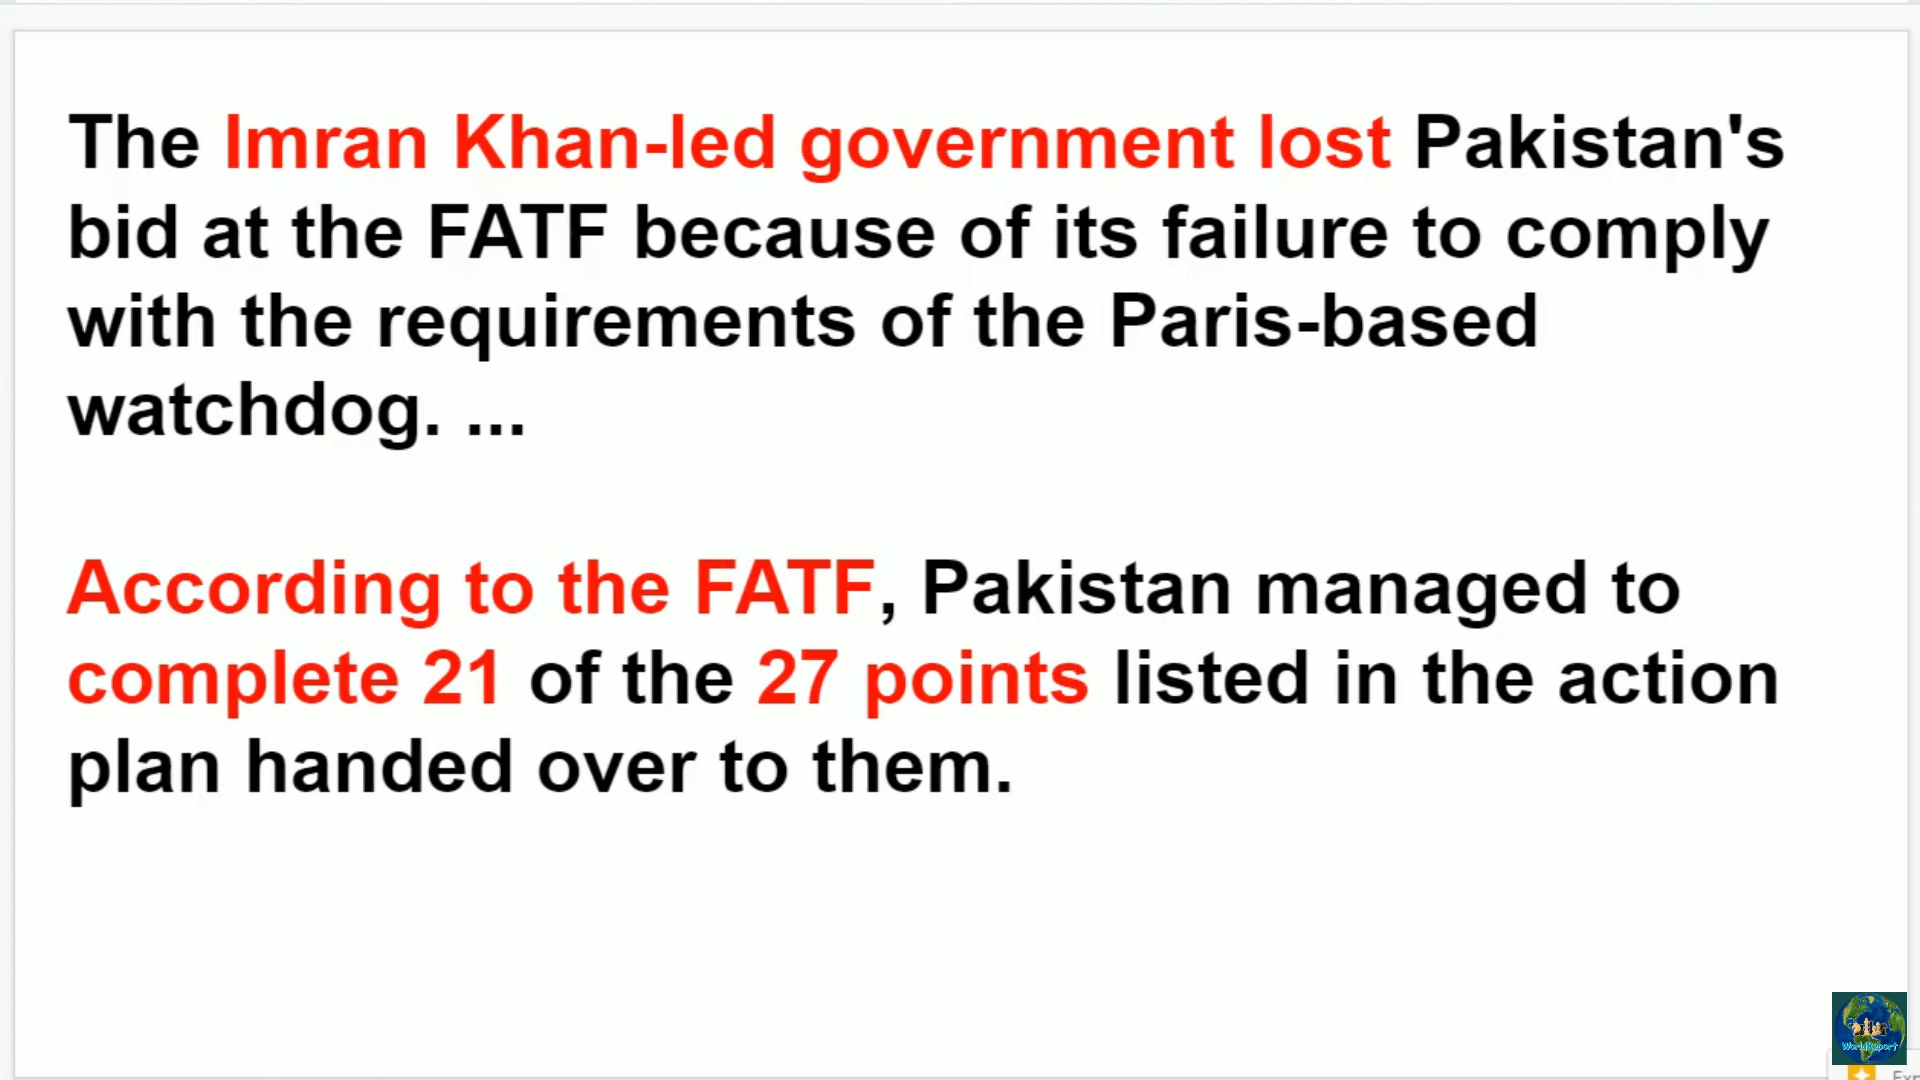 The Imran Khan-led government lost Pakistan's
bid at the FATF because of its failure to comply
with the requirements of the Paris-based
watchdog. ...
According to the FATF, Pakistan managed to
complete 21 of the 27 points listed in the action
plan handed over to them.
WorldReport